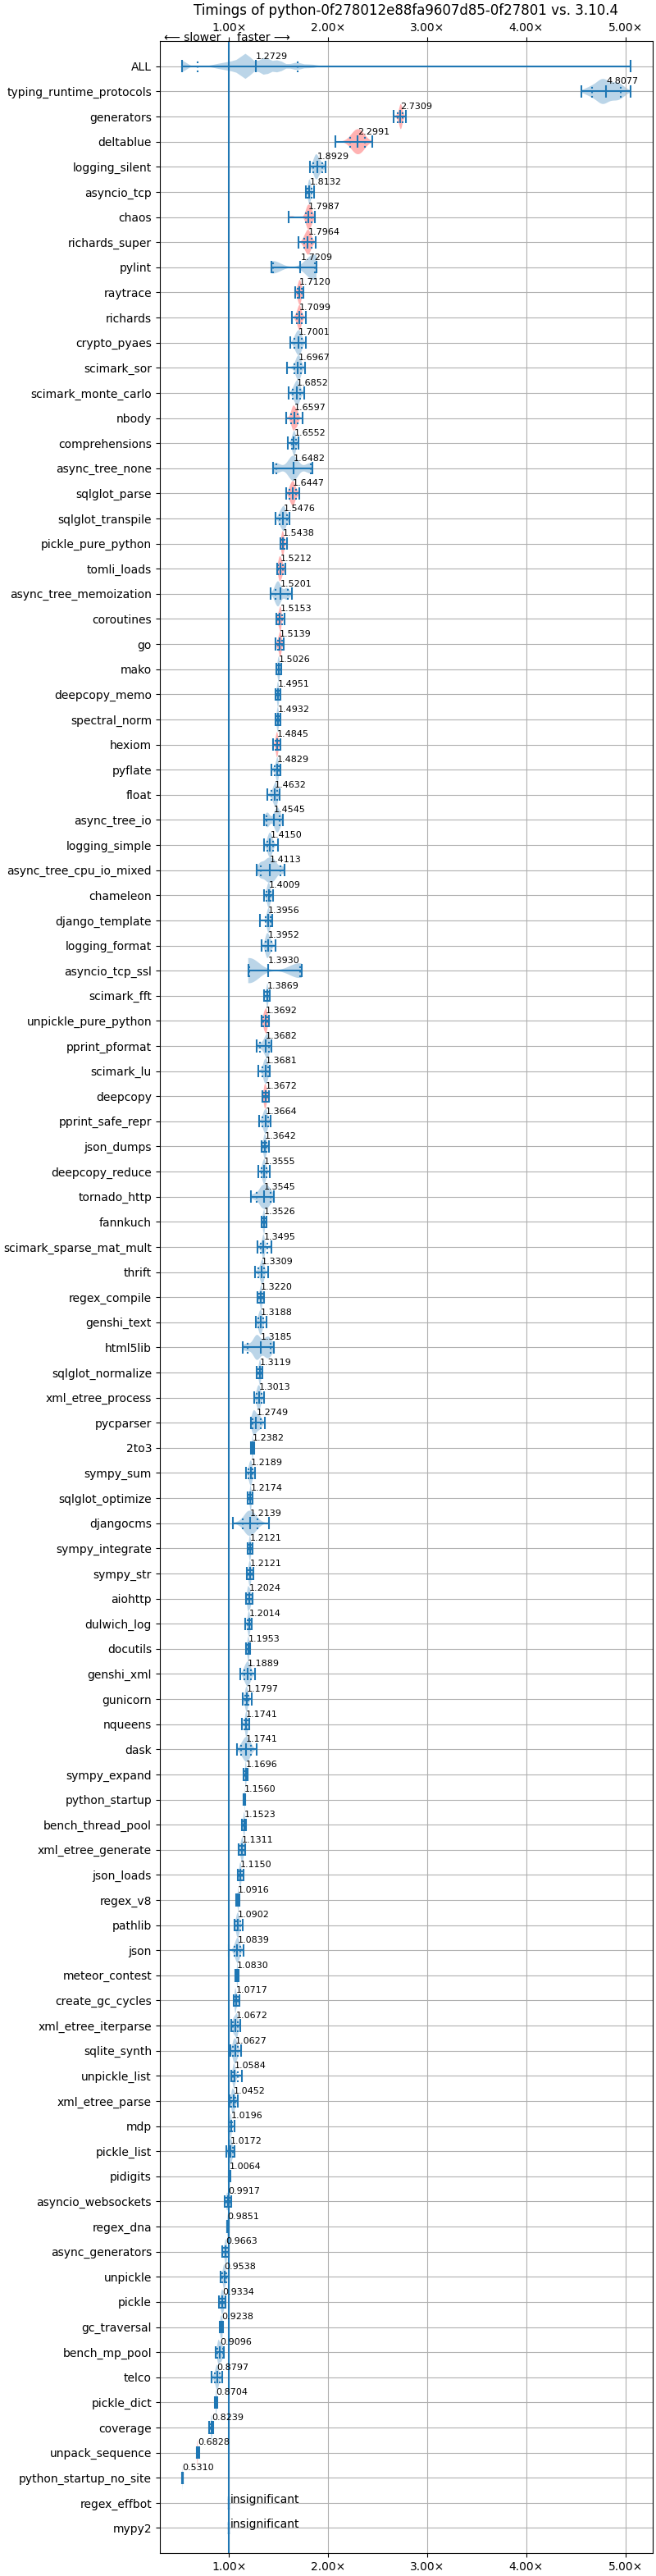 Timings of python-0f278012e88fa9607d85-0f27801 vs. 3.10.4
1.00× 2.00× 3.00× 4.00× 5.00×
⟵ slower faster ⟶
ALL 1.2729
typing_runtime_protocols 4.8077
generators 2.7309
deltablue 2.2991
logging_silent 1.8929
asyncio_tcp 1.8132
chaos 1.7987
richards_super 1.7964
pylint 1.7209
raytrace 1.7120
richards 1.7099
crypto_pyaes 1.7001
scimark_sor 1.6967
scimark_monte_carlo 1.6852
nbody 1.6597
comprehensions 1.6552
async_tree_none 1.6482
sqlglot_parse 1.6447
sqlglot_transpile 1.5476
pickle_pure_python 1.5438
tomli_loads 1.5212
async_tree_memoization 1.5201
coroutines 1.5153
go 1.5139
mako 1.5026
deepcopy_memo 1.4951
spectral_norm 1.4932
hexiom 1.4845
pyflate 1.4829
float 1.4632
async_tree_io 1.4545
logging_simple 1.4150
async_tree_cpu_io_mixed 1.4113
chameleon 1.4009
django_template 1.3956
logging_format 1.3952
asyncio_tcp_ssl 1.3930
scimark_fft 1.3869
unpickle_pure_python 1.3692
pprint_pformat 1.3682
scimark_lu 1.3681
deepcopy 1.3672
pprint_safe_repr 1.3664
json_dumps 1.3642
deepcopy_reduce 1.3555
tornado_http 1.3545
fannkuch 1.3526
scimark_sparse_mat_mult 1.3495
thrift 1.3309
regex_compile 1.3220
genshi_text 1.3188
html5lib 1.3185
sqlglot_normalize 1.3119
xml_etree_process 1.3013
pycparser 1.2749
2to3 1.2382
sympy_sum 1.2189
sqlglot_optimize 1.2174
djangocms 1.2139
sympy_integrate 1.2121
sympy_str 1.2121
aiohttp 1.2024
dulwich_log 1.2014
docutils 1.1953
genshi_xml 1.1889
gunicorn 1.1797
nqueens 1.1741
dask 1.1741
sympy_expand 1.1696
python_startup 1.1560
bench_thread_pool 1.1523
xml_etree_generate 1.1311
json_loads 1.1150
regex_v8 1.0916
pathlib 1.0902
json 1.0839
meteor_contest 1.0830
create_gc_cycles 1.0717
xml_etree_iterparse 1.0672
sqlite_synth 1.0627
unpickle_list 1.0584
xml_etree_parse 1.0452
mdp 1.0196
pickle_list 1.0172
pidigits 1.0064
asyncio_websockets 0.9917
regex_dna 0.9851
async_generators 0.9663
unpickle 0.9538
pickle 0.9334
gc_traversal 0.9238
bench_mp_pool 0.9096
telco 0.8797
pickle_dict 0.8704
coverage 0.8239
unpack_sequence 0.6828
python_startup_no_site 0.5310
regex_effbot insignificant
mypy2 insignificant
1.00× 2.00× 3.00× 4.00× 5.00×